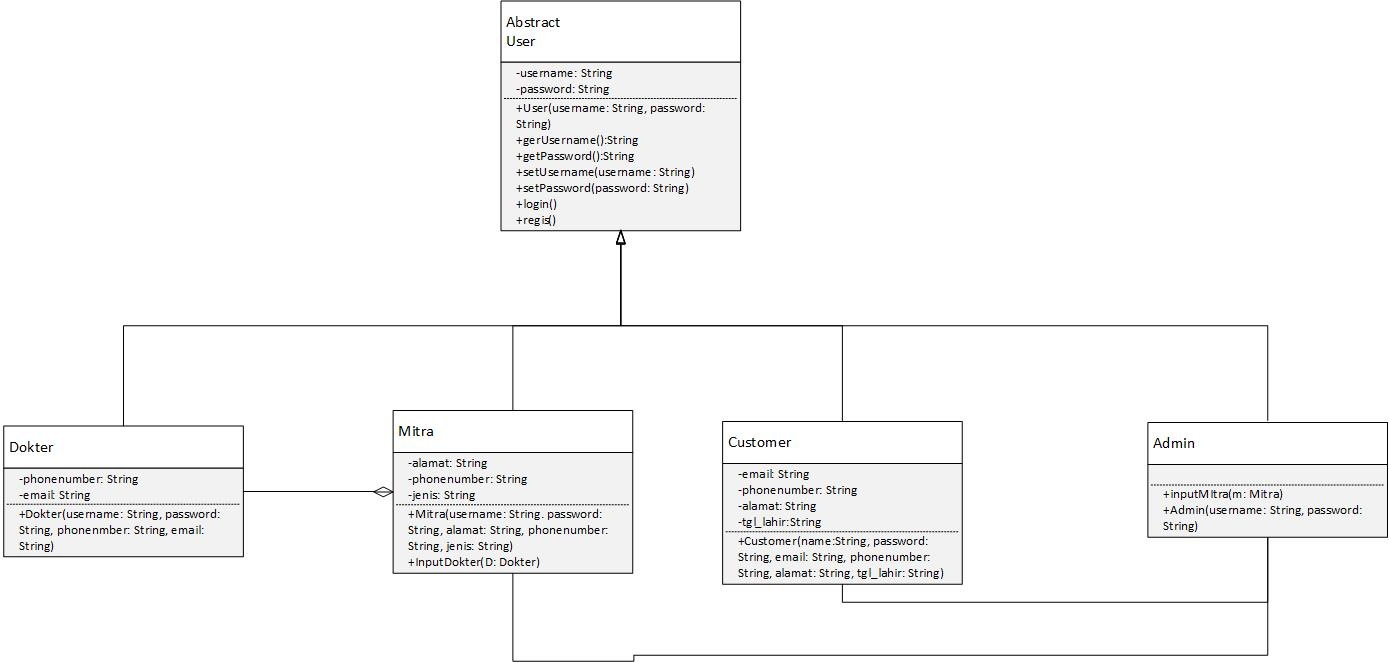 Abstract
User
-username: String
-password: String
+User(username: String, password:
String)
+gerUsername():String
+getPassword():String
+setUsername(username: String)
+setPassword(password: String)
+login()
+regis()
Dokter
-phonenumber: String
-email: String
+Dokter(username: String, password:
String, phonenmber: String, email:
String)
Mitra
-alamat: String
-phonenumber: String
-jenis: String
+Mitra(username: String. password:
String, alamat: String, phonenumber:
String, jenis: String)
+InputDokter(D: Dokter)
Customer
-email: String
-phonenumber: String
-alamat: String
-tgl_lahir:String
+Customer(name:String, password:
String, email: String, phonenumber:
String, alamat: String, tgl_lahir: String)
Admin
+inputMItra(m: Mitra)
+Admin(username: String, password:
String)